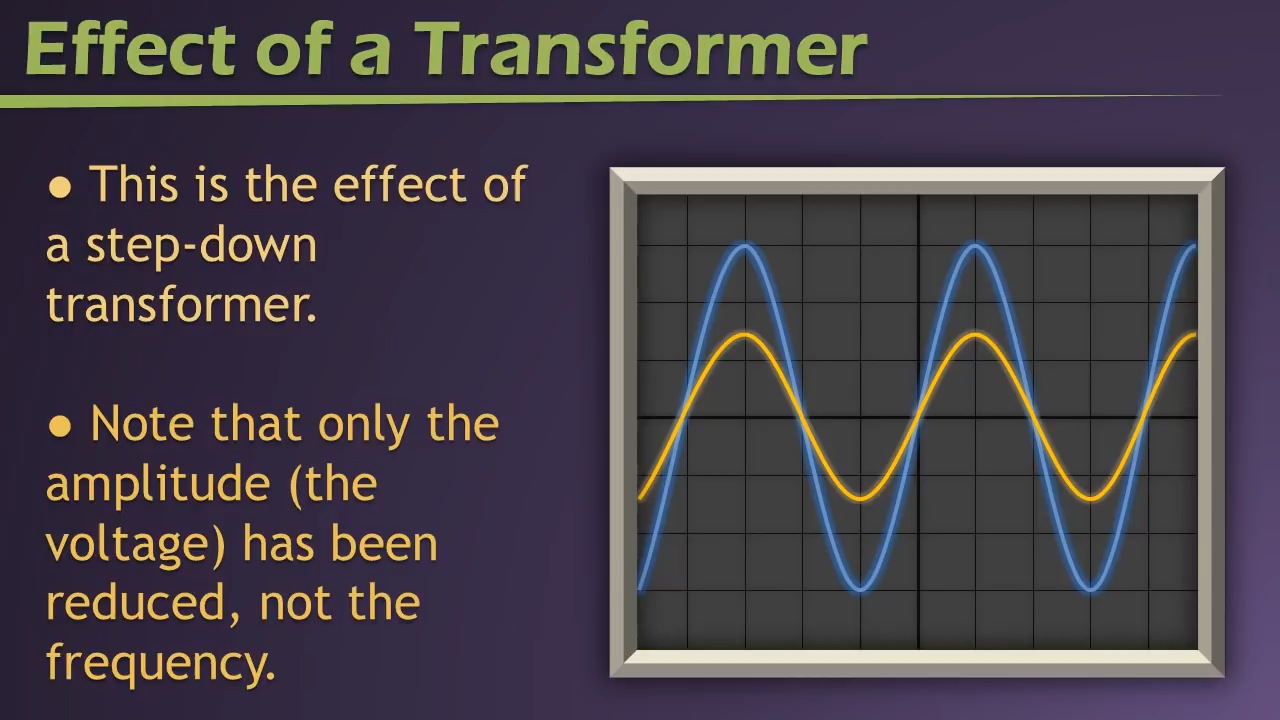 Effect of a Transformer
● This is the effect of
a step-down
transformer.
● Note that only the
amplitude (the
voltage) has been
reduced, not the
frequency.